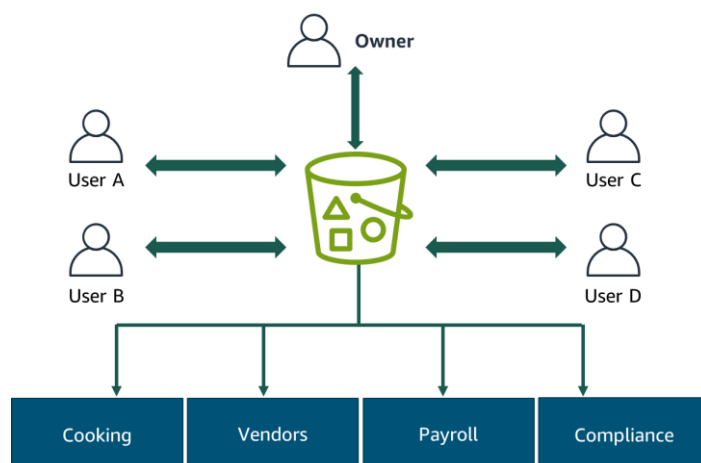 Owner
User A
User C
User B
User D
Cooking
Vendors
Payroll
Compliance